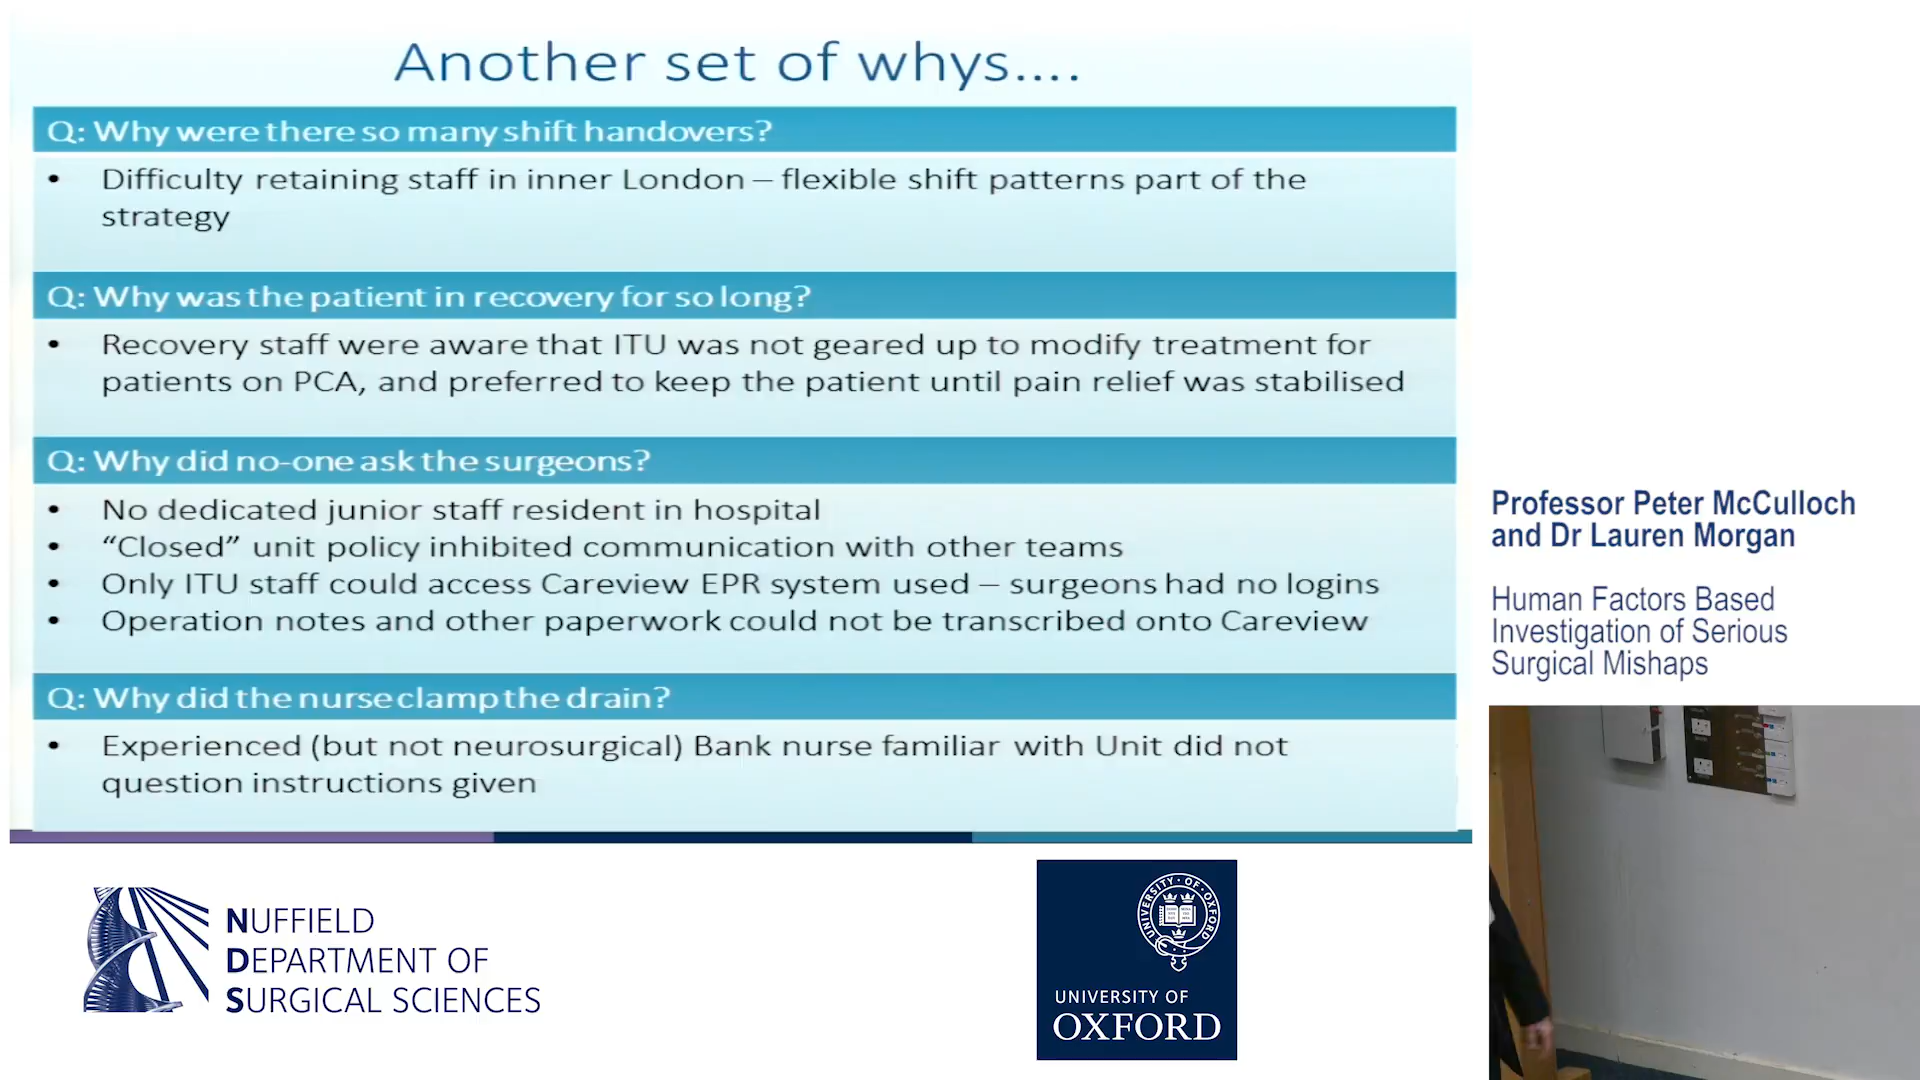 Another set of whys....
Q: Why were there so many shift handovers?
• Difficulty retaining staff in inner London – flexible shift patterns part of the
strategy
Q: Why was the patient in recovery for so long?
• Recovery staff were aware that ITU was not geared up to modify treatment for
patients on PCA, and preferred to keep the patient until pain relief was stabilised
Q: Why did no-one ask the surgeons?
• No dedicated junior staff resident in hospital
• “Closed” unit policy inhibited communication with other teams
• Only ITU staff could access Careview EPR system used – surgeons had no logins
• Operation notes and other paperwork could not be transcribed onto Careview
Q: Why did the nurse clamp the drain?
• Experienced (but not neurosurgical) Bank nurse familiar with Unit did not
question instructions given
Professor Peter McCulloch
and Dr Lauren Morgan
Human Factors Based
Investigation of Serious
Surgical Mishaps
NUFFIELD
DEPARTMENT OF
SURGICAL SCIENCES
UNIVERSITY·OF·OXFORD
UNIVERSITY OF
OXFORD